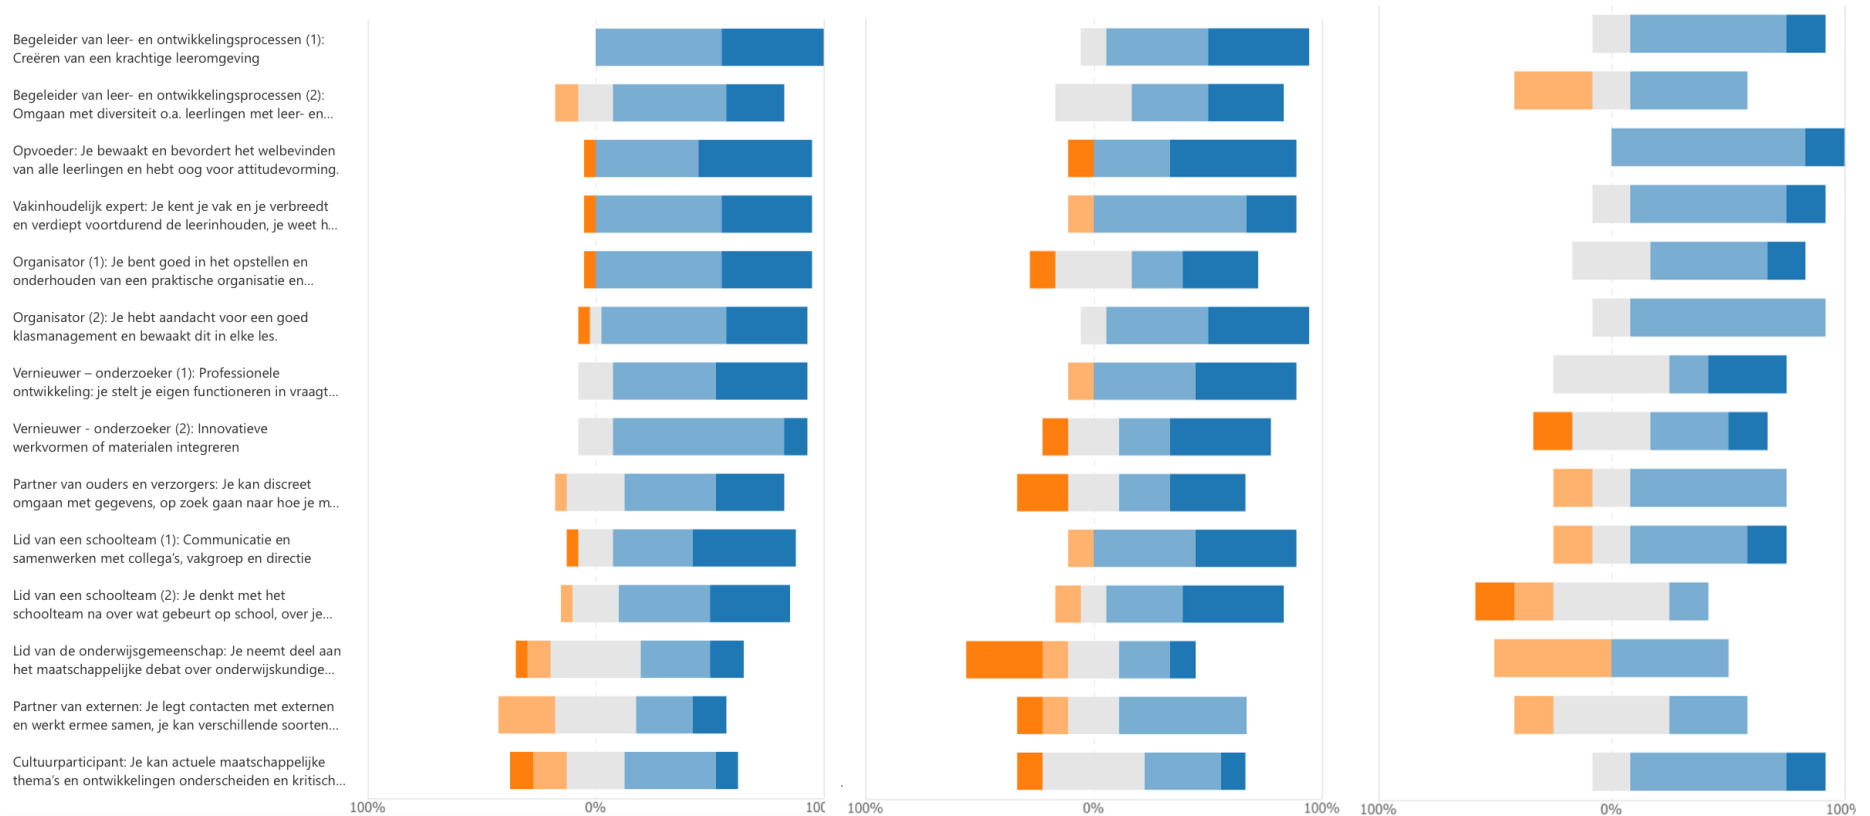 Begeleider van leer- en ontwikkelingsprocessen (1):
Creëren van een krachtige leeromgeving
Begeleider van leer- en ontwikkelingsprocessen (2):
Omgaan met diversiteit o.a. leerlingen met leer- en...
Opvoeder: Je bewaakt en bevordert het welbevinden
van alle leerlingen en hebt oog voor attitudevorming.
Vakinhoudelijk expert: Je kent je vak en je verbreedt
en verdiept voortdurend de leerinhouden, je weet h...
Organisator (1): Je bent goed in het opstellen en
onderhouden van een praktische organisatie en...
Organisator (2): Je hebt aandacht voor een goed
klasmanagement en bewaakt dit in elke les.
Vernieuwer – onderzoeker (1): Professionele
ontwikkeling: je stelt je eigen functioneren in vraagt...
Vernieuwer - onderzoeker (2): Innovatieve
werkvormen of materialen integreren
Partner van ouders en verzorgers: Je kan discreet
omgaan met gegevens, op zoek gaan naar hoe je m...
Lid van een schoolteam (1): Communicatie en
samenwerken met collega's, vakgroep en directie
Lid van een schoolteam (2): Je denkt met het
schoolteam na over wat gebeurt op school, over je...
Lid van de onderwijsgemeenschap: Je neemt deel aan
het maatschappelijke debat over onderwijskundige...
Partner van externen: Je legt contacten met externen
en werkt ermee samen, je kan verschillende soorten...
Cultuurparticipant: Je kan actuele maatschappelijke
thema's en ontwikkelingen onderscheiden en kritisch...
100% 0% 100 100% 0% 100% 100% 0% 100%